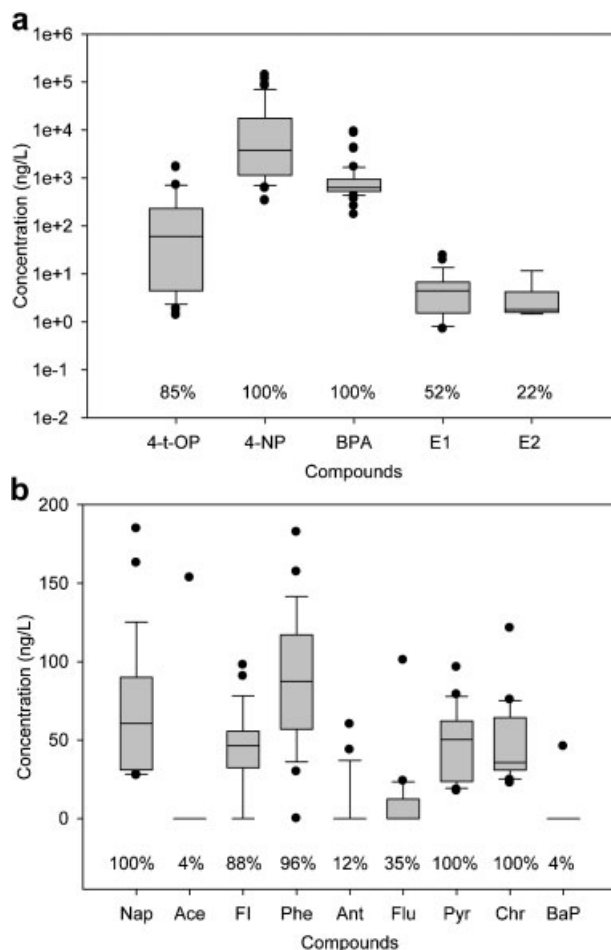 a
1e+6
1e+5
1e+4
1e+3
1e+2
1e+1
1e+0
1e-1
1e-2
Concentration (ng/L)
85% 100% 100% 52% 22%
4-t-OP 4-NP BPA E1 E2
Compounds
b
200
150
100
50
0
Concentration (ng/L)
100% 4% 88% 96% 12% 35% 100% 100% 4%
Nap Ace Fl Phe Ant Flu Pyr Chr BaP
Compounds